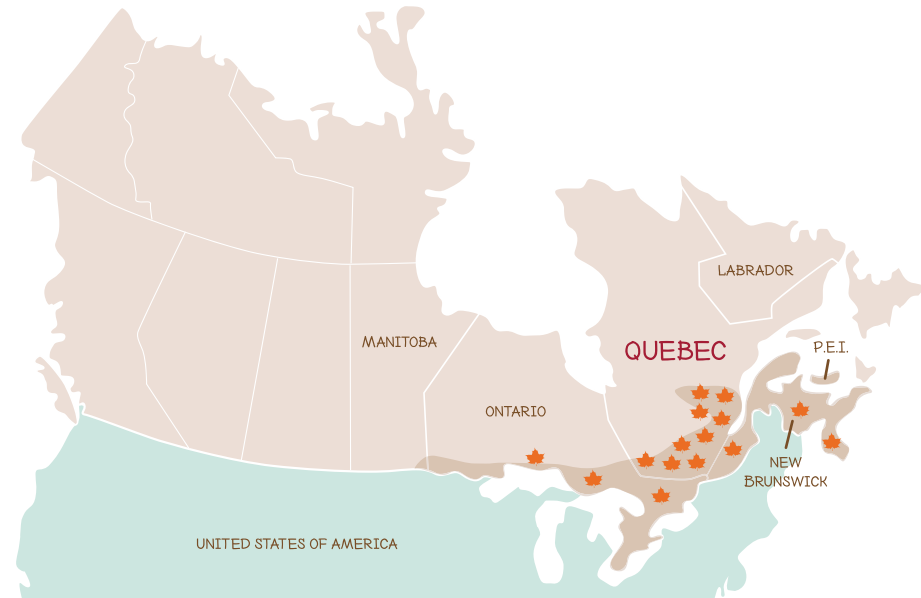 LABRADOR
MANITOBA
QUEBEC
P.E.I.
ONTARIO
NEW
BRUNSWICK
UNITED STATES OF AMERICA